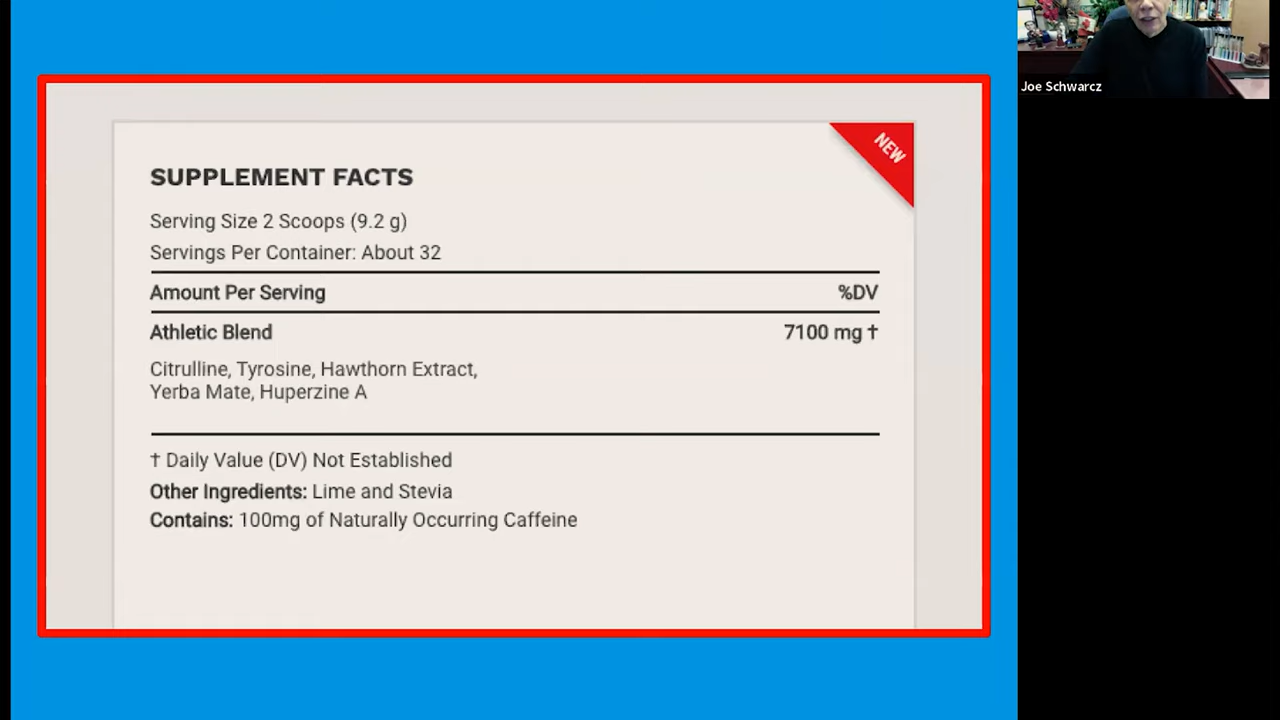 NEW
SUPPLEMENT FACTS
Serving Size 2 Scoops (9.2 g)
Servings Per Container: About 32
Amount Per Serving %DV
Athletic Blend 7100 mg †
Citrulline, Tyrosine, Hawthorn Extract,
Yerba Mate, Huperzine A
† Daily Value (DV) Not Established
Other Ingredients: Lime and Stevia
Contains: 100mg of Naturally Occurring Caffeine
Joe Schwarcz